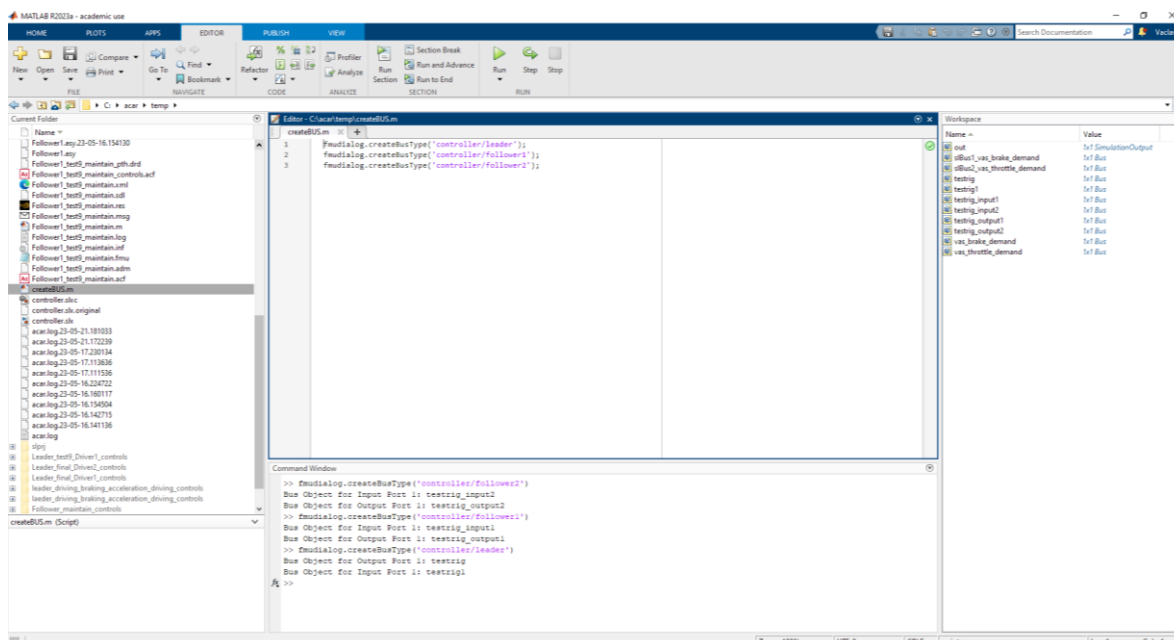 MATLAB R2023a - academic use
HOME PLOTS APPS EDITOR PUBLISH VIEW
Search Documentation
New Open Save Compare Print Go To Find Bookmark Refactor Profiler Analyze Run Section Section Break Run and Advance Run to End Run Step Stop
FILE NAVIGATE CODE ANALYZE SECTION RUN
C: acar temp
Current Folder
Name
Follower1.asy.23-05-16.154130
Follower1.asy
Follower1_test9_maintain_pth.drd
Follower1_test9_maintain_controls.acf
Follower1_test9_maintain.xml
Follower1_test9_maintain.sdl
Follower1_test9_maintain.res
Follower1_test9_maintain.msg
Follower1_test9_maintain.m
Follower1_test9_maintain.log
Follower1_test9_maintain.inf
Follower1_test9_maintain.fmu
Follower1_test9_maintain.adm
Follower1_test9_maintain.acf
createBUS.m
controller.slxc
controller.slx.original
controller.slx
acar.log.23-05-21.181033
acar.log.23-05-21.172239
acar.log.23-05-17.230134
acar.log.23-05-17.113636
acar.log.23-05-17.111536
acar.log.23-05-16.224722
acar.log.23-05-16.160117
acar.log.23-05-16.154504
acar.log.23-05-16.142715
acar.log.23-05-16.141136
acar.log
slprj
Leader_test9_Driver1_controls
Leader_final_Driver2_controls
Leader_final_Driver1_controls
leader_driving_braking_acceleration_driving_controls
laeder_driving_braking_acceleration_driving_controls
Follower_maintain_controls
createBUS.m (Script)
Editor - C:\acar\temp\createBUS.m
createBUS.m
1 fmudialog.createBusType('controller/leader');
2 fmudialog.createBusType('controller/follower1');
3 fmudialog.createBusType('controller/follower2');
Command Window
>> fmudialog.createBusType('controller/follower2')
Bus Object for Input Port 1: testrig_input2
Bus Object for Output Port 1: testrig_output2
>> fmudialog.createBusType('controller/follower1')
Bus Object for Input Port 1: testrig_input1
Bus Object for Output Port 1: testrig_output1
>> fmudialog.createBusType('controller/leader')
Bus Object for Output Port 1: testrig
Bus Object for Input Port 1: testrig1
fx >>
Workspace
Name Value
out 1x1 SimulationOutput
slBus1_vas_brake_demand 1x1 Bus
slBus2_vas_throttle_demand 1x1 Bus
testrig 1x1 Bus
testrig1 1x1 Bus
testrig_input1 1x1 Bus
testrig_input2 1x1 Bus
testrig_output1 1x1 Bus
testrig_output2 1x1 Bus
vas_brake_demand 1x1 Bus
vas_throttle_demand 1x1 Bus